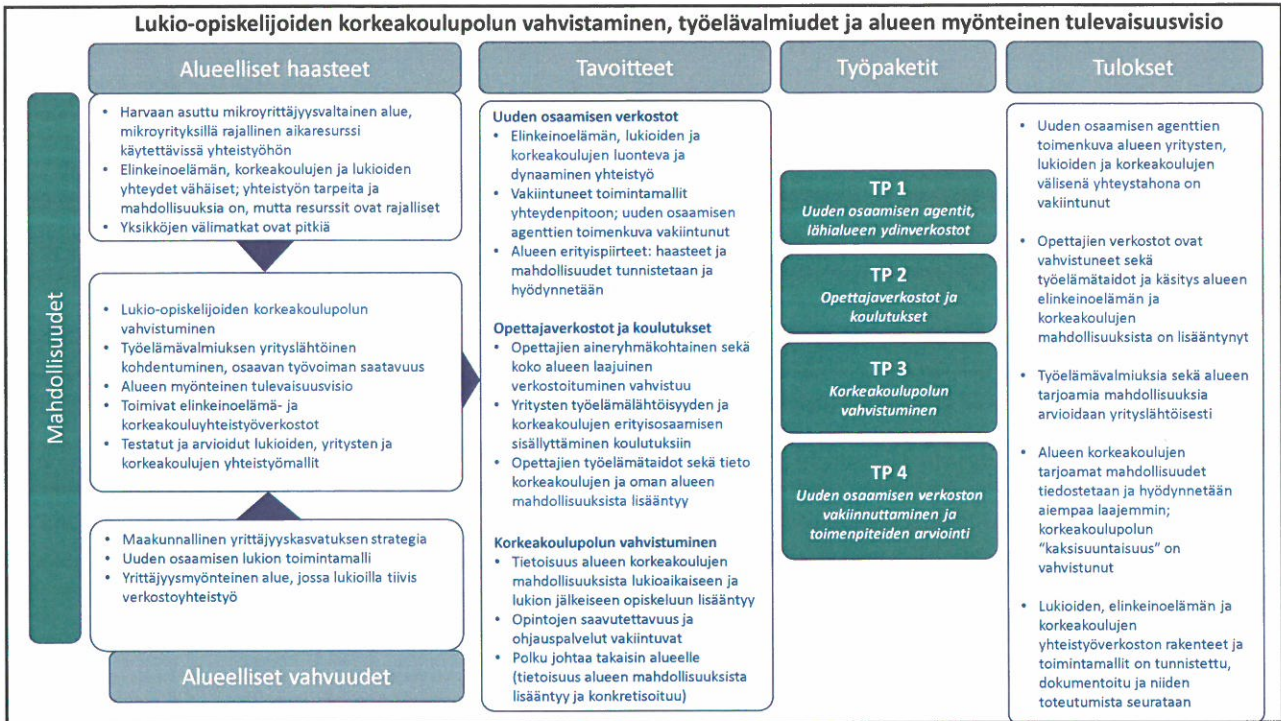 Lukio-opiskelijoiden korkeakoulupolun vahvistaminen, työelävalmiudet ja alueen myönteinen tulevaisuusvisio
Mahdollisuudet
Alueelliset haasteet
• Harvaan asuttu mikroyrittäjyysvaltainen alue,
mikroyrityksillä rajallinen aikaresurssi
käytettävissä yhteistyöhön
• Elinkeinoelämän, korkeakoulujen ja lukioiden
yhteydet vähäiset; yhteistyön tarpeita ja
mahdollisuuksia on, mutta resurssit ovat rajalliset
• Yksikköjen välimatkat ovat pitkiä
• Lukio-opiskelijoiden korkeakoulupolun
vahvistuminen
• Työelämävalmiuksien yrityslähtöinen
kohdentuminen, osaavan työvoiman saatavuus
• Alueen myönteinen tulevaisuusvisio
• Toimivat elinkeinoelämä- ja
korkeakouluyhteistyöverkostot
• Testatut ja arvioidut lukioiden, yritysten ja
korkeakoulujen yhteistyömallit
• Maakunnallinen yrittäjyyskasvatuksen strategia
• Uuden osaamisen lukion toimintamalli
• Yrittäjyysmyönteinen alue, jossa lukioilla tiivis
verkostoyhteistyö
Alueelliset vahvuudet
Tavoitteet
Uuden osaamisen verkostot
• Elinkeinoelämän, lukioiden ja
korkeakoulujen luonteva ja
dynaaminen yhteistyö
• Vakiintuneet toimintamallit
yhteydenpitoon; uuden osaamisen
agenttien toimenkuva vakiintunut
• Alueen erityispiirteet: haasteet ja
mahdollisuudet tunnistetaan ja
hyödynnetään
Opettajaverkostot ja koulutukset
• Opettajien aineryhmäkohtainen sekä
koko alueen laajuinen
verkostoituminen vahvistuu
• Yritysten työelämälähtöisyyden ja
korkeakoulujen erityisosaamisen
sisällyttäminen koulutuksiin
• Opettajien työelämätaidot sekä tieto
korkeakoulujen ja oman alueen
mahdollisuuksista lisääntyy
Korkeakoulupolun vahvistuminen
• Tietoisuus alueen korkeakoulujen
mahdollisuuksista lukioaikaiseen ja
lukion jälkeiseen opiskeluun lisääntyy
• Opintojen saavutettavuus ja
ohjauspalvelut vakiintuvat
• Polku johtaa takaisin alueelle
(tietoisuus alueen mahdollisuuksista
lisääntyy ja konkretisoituu)
Työpaketit
TP 1
Uuden osaamisen agentit,
lähialueen ydinverkostot
TP 2
Opettajaverkostot ja
koulutukset
TP 3
Korkeakoulupolun
vahvistuminen
TP 4
Uuden osaamisen verkoston
vakiinnuttaminen ja
toimenpiteiden arviointi
Tulokset
• Uuden osaamisen agenttien
toimenkuva alueen yritysten,
lukioiden ja korkeakoulujen
välisenä yhteystahona on
vakiintunut
• Opettajien verkostot ovat
vahvistuneet sekä
työelämätaidot ja käsitys alueen
elinkeinoelämän ja
korkeakoulujen
mahdollisuuksista on lisääntynyt
• Työelämävalmiuksia sekä alueen
tarjoamia mahdollisuuksia
arvioidaan yrityslähtöisesti
• Alueen korkeakoulujen
tarjoamat mahdollisuudet
tiedostetaan ja hyödynnetään
aiempaa laajemmin;
korkeakoulupolun
"kaksisuuntaisuus" on
vahvistunut
• Lukioiden, elinkeinoelämän ja
korkeakoulujen
yhteistyöverkoston rakenteet ja
toimintamallit on tunnistettu,
dokumentoitu ja niiden
toteutumista seurataan